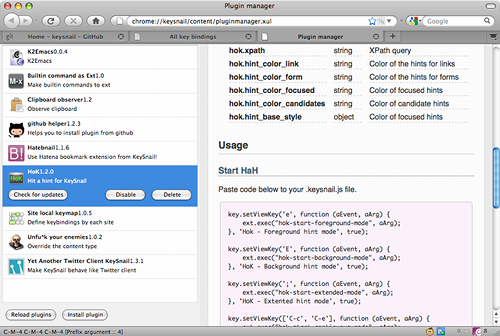 Plugin manager
chrome://keysnail/content/pluginmanager.xul
Google
Home - keysnail - GitHub
All key bindings
Plugin manager
K2Emacs0.0.4
K2Emacs
Builtin command as Ext1.0
Make builtin commands to ext
Clipboard observer1.2
Observe clipboard
github helper1.2.3
Helps you to install plugin from github
Hatebnail1.1.6
Use Hatena bookmark extension from KeySnail!
HoK1.2.0
Hit a hint for KeySnail
Check for updates
Disable
Delete
Site local keymap1.0.5
Define keybindings by each site
Unfu*k your enemies1.0.2
Override the content type
Yet Another Twitter Client KeySnail1.3.1
Make KeySnail behave like Twitter client
Reload plugins
Install plugin
hok.xpath string XPath query
hok.hint_color_link string Color of the hints for links
hok.hint_color_form string Color of the hints for forms
hok.hint_color_focused string Color of focused hints
hok.hint_color_candidates string Color of candidate hints
hok.hint_base_style object Color of focused hints
Usage
Start HaH
Paste code below to your .keysnail.js file.
key.setViewKey('e', function (aEvent, aArg) {
ext.exec("hok-start-foreground-mode", aArg);
}, 'Hok - Foreground hint mode', true);
key.setViewKey('E', function (aEvent, aArg) {
ext.exec("hok-start-background-mode", aArg);
}, 'HoK - Background hint mode', true);
key.setViewKey(';', function (aEvent, aArg) {
ext.exec("hok-start-extended-mode", aArg);
}, 'HoK - Extented hint mode', true);
key.setViewKey(['C-c', 'C-e'], function (aEvent, aArg) {
C-M-4 C-M-4 C-M-4 [Prefix argument :: 4]